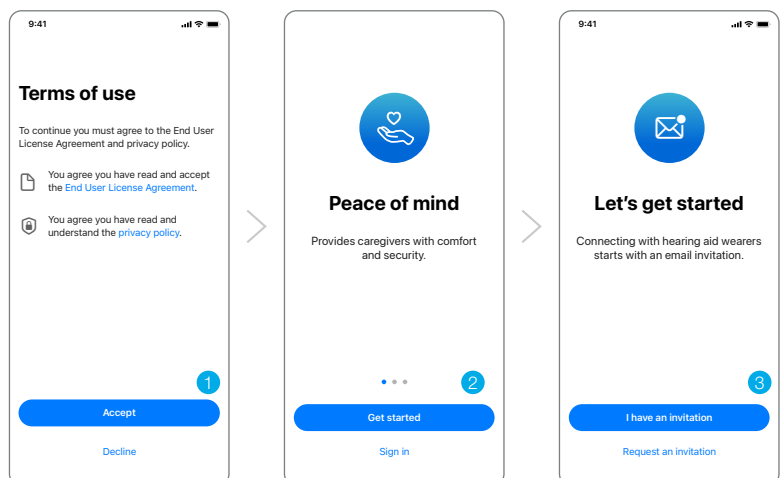 9:41
Terms of use
To continue you must agree to the End User
License Agreement and privacy policy.
You agree you have read and accept
the End User License Agreement.
You agree you have read and
understand the privacy policy.
1
Accept
Decline
Peace of mind
Provides caregivers with comfort
and security.
2
Get started
Sign in
9:41
Let's get started
Connecting with hearing aid wearers
starts with an email invitation.
3
I have an invitation
Request an invitation